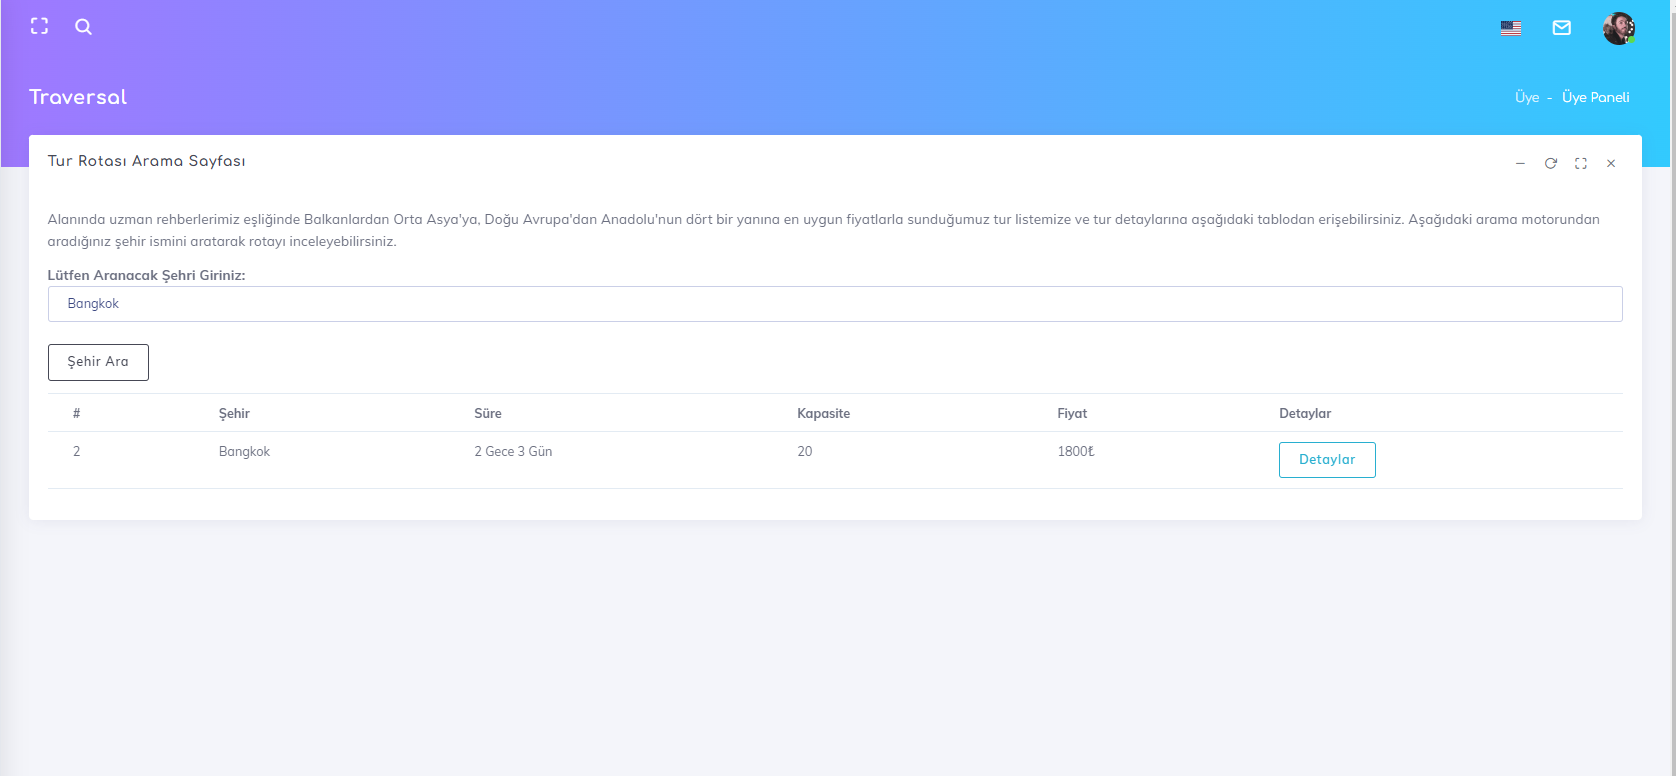 Traversal
Üye - Üye Paneli
Tur Rotası Arama Sayfası
Alanında uzman rehberlerimiz eşliğinde Balkanlardan Orta Asya'ya, Doğu Avrupa'dan Anadolu'nun dört bir yanına en uygun fiyatlarla sunduğumuz tur listemize ve tur detaylarına aşağıdaki tablodan erişebilirsiniz. Aşağıdaki arama motorundan
aradığınız şehir ismini aratarak rotayı inceleyebilirsiniz.
Lütfen Aranacak Şehri Giriniz:
Bangkok
Şehir Ara
# Şehir Süre Kapasite Fiyat Detaylar
2 Bangkok 2 Gece 3 Gün 20 1800₺ Detaylar